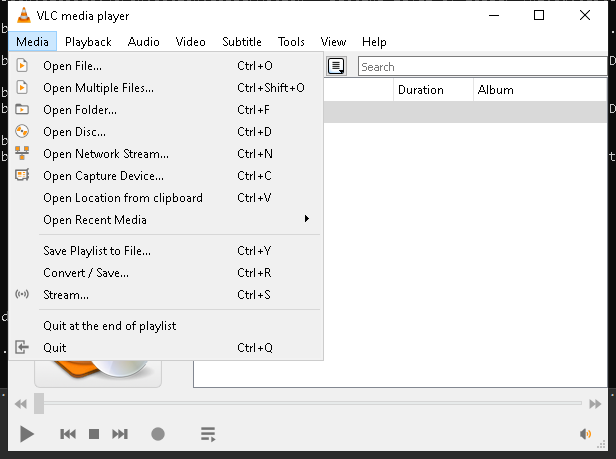 VLC media player
Media Playback Audio Video Subtitle Tools View Help
Open File... Ctrl+O
Open Multiple Files... Ctrl+Shift+O
Search
Open Folder... Ctrl+F
Duration Album
Open Disc... Ctrl+D
Open Network Stream... Ctrl+N
Open Capture Device... Ctrl+C
Open Location from clipboard Ctrl+V
Open Recent Media
Save Playlist to File... Ctrl+Y
Convert / Save... Ctrl+R
Stream... Ctrl+S
Quit at the end of playlist
Quit Ctrl+Q